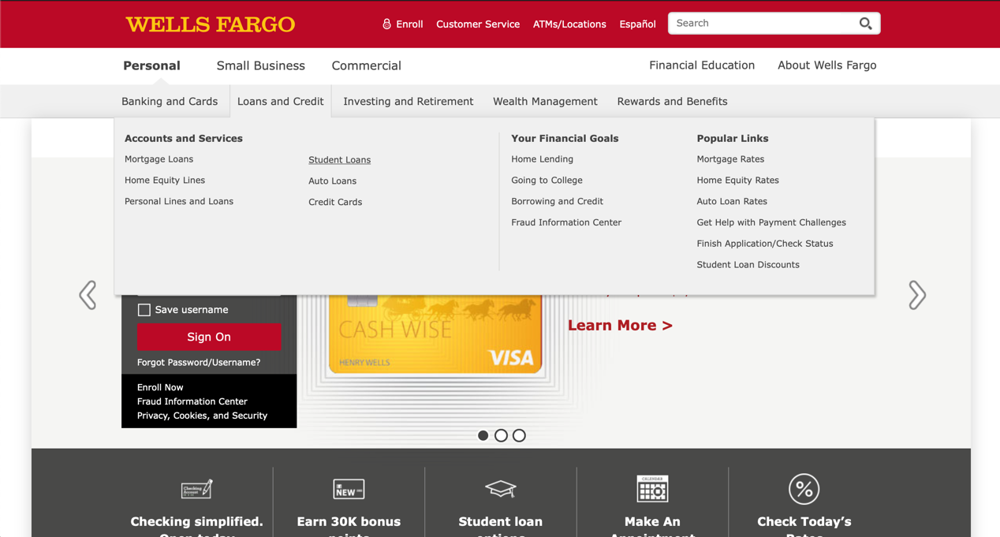 WELLS FARGO
Enroll Customer Service ATMs/Locations Español Search
Personal Small Business Commercial Financial Education About Wells Fargo
Banking and Cards Loans and Credit Investing and Retirement Wealth Management Rewards and Benefits
Accounts and Services
Mortgage Loans
Home Equity Lines
Personal Lines and Loans
Student Loans
Auto Loans
Credit Cards
Your Financial Goals
Home Lending
Going to College
Borrowing and Credit
Fraud Information Center
Popular Links
Mortgage Rates
Home Equity Rates
Auto Loan Rates
Get Help with Payment Challenges
Finish Application/Check Status
Student Loan Discounts
Save username
Sign On
Forgot Password/Username?
Enroll Now
Fraud Information Center
Privacy, Cookies, and Security
CASH WISE
HENRY WELLS
VISA
Learn More >
Checking Account
Checking simplified.
Open today
NEW
Earn 30K bonus
points
Student loan
options
CALENDAR
Make An
Appointment
Check Today's
Rates